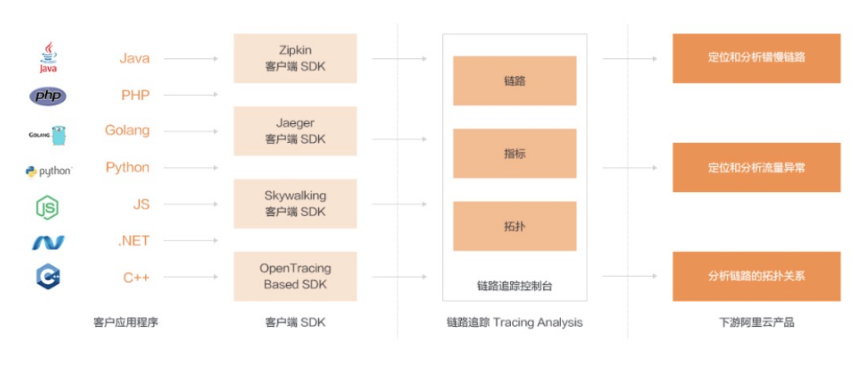 Java
Java
php
PHP
GOLANG
Golang
python
Python
JS
JS
.NET
C++
C++
客户应用程序
Zipkin
客户端 SDK
Jaeger
客户端 SDK
Skywalking
客户端 SDK
OpenTracing
Based SDK
客户端 SDK
链路
指标
拓扑
链路追踪控制台
链路追踪 Tracing Analysis
定位和分析错慢链路
定位和分析流量异常
分析链路的拓扑关系
下游阿里云产品